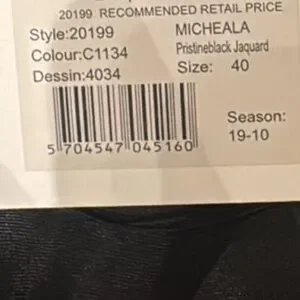 20199 RECOMMENDED RETAIL PRICE
Style:20199 MICHEALA
Colour:C1134 Pristineblack Jaquard
Dessin:4034 Size: 40
5 704547 045160
Season:
19-10